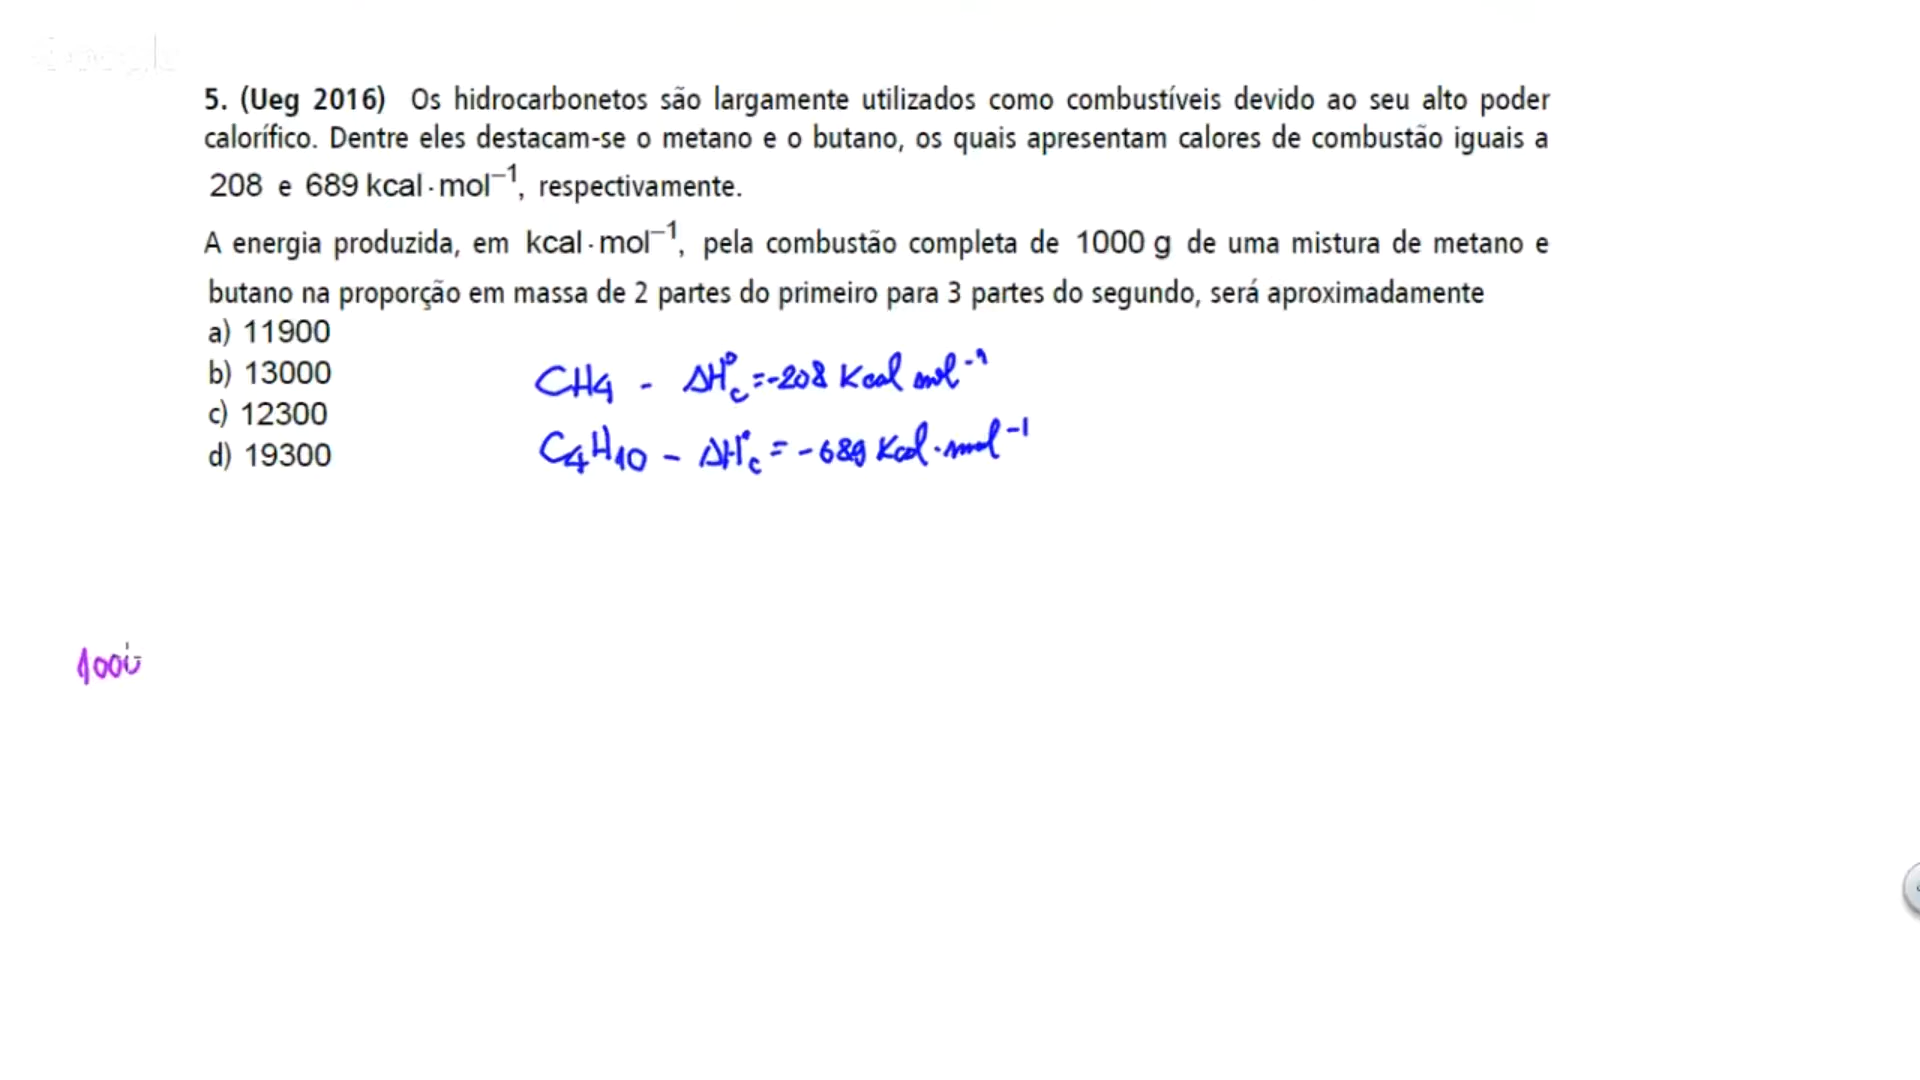 5. (Ueg 2016) Os hidrocarbonetos são largamente utilizados como combustíveis devido ao seu alto poder
calorífico. Dentre eles destacam-se o metano e o butano, os quais apresentam calores de combustão iguais a
208 e 689 kcal·mol⁻¹, respectivamente.
A energia produzida, em kcal·mol⁻¹, pela combustão completa de 1000 g de uma mistura de metano e
butano na proporção em massa de 2 partes do primeiro para 3 partes do segundo, será aproximadamente
a) 11900
b) 13000
c) 12300
d) 19300
CH4 - ΔH°c = -208 Kcal mol⁻¹
C4H10 - ΔH°c = -689 Kcal·mol⁻¹
1000